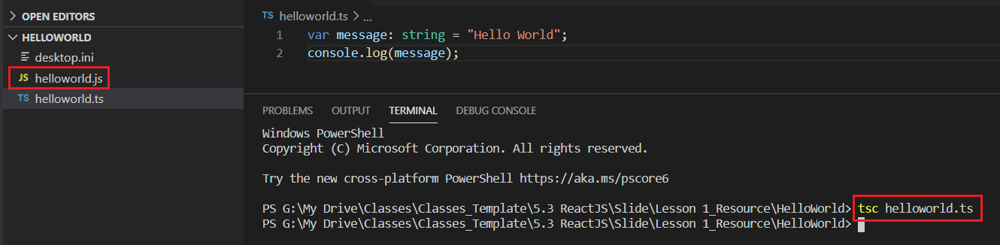 OPEN EDITORS
HELLOWORLD
desktop.ini
JS helloworld.js
TS helloworld.ts
TS helloworld.ts > ...
1 var message: string = "Hello World";
2 console.log(message);
PROBLEMS OUTPUT TERMINAL DEBUG CONSOLE
Windows PowerShell
Copyright (C) Microsoft Corporation. All rights reserved.
Try the new cross-platform PowerShell https://aka.ms/pscore6
PS G:\My Drive\Classes\Classes_Template\5.3 ReactJS\Slide\Lesson 1_Resource\HelloWorld> tsc helloworld.ts
PS G:\My Drive\Classes\Classes_Template\5.3 ReactJS\Slide\Lesson 1_Resource\HelloWorld>